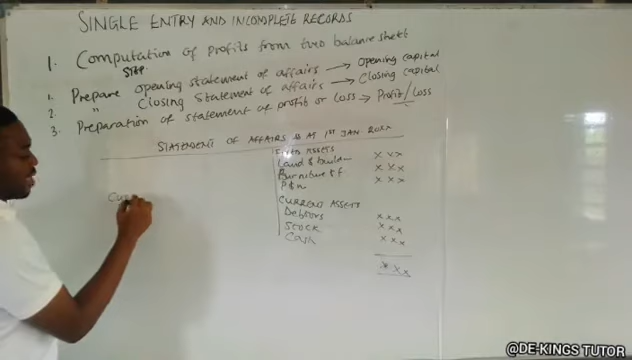 SINGLE ENTRY AND INCOMPLETE RECORDS
1. Computation of profits from two balance sheet
STEP
1. Prepare opening statement of affairs → Opening capital
2. " Closing Statement of affairs → Closing capital
3. Preparation of statement of profit or loss → Profit/Loss
STATEMENT OF AFFAIRS AS AT 1ST JAN 20XX
FIXED ASSETS
Land & build xxx
Furniture & f xxx
P&m xxx
CURRENT ASSET
Debtors xxx
Stock xxx
Cash xxx
xxx
@DE-KINGS TUTOR